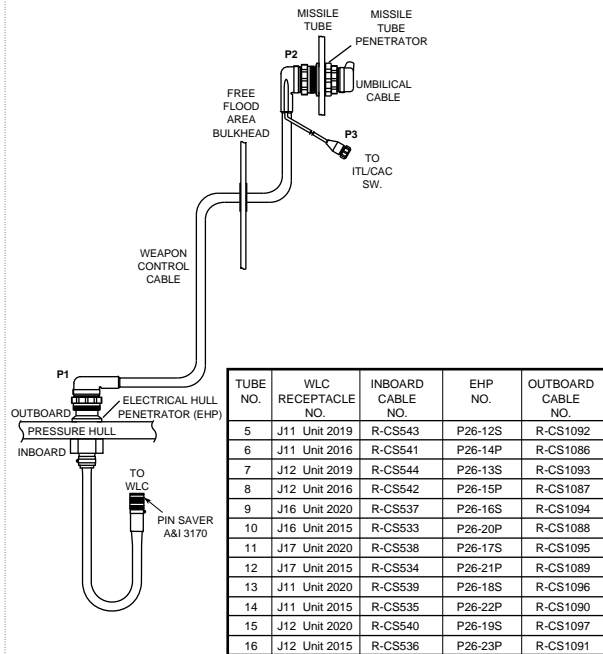 MISSILE
TUBE
MISSILE
TUBE
PENETRATOR
P2
UMBILICAL
CABLE
FREE
FLOOD
AREA
BULKHEAD
P3
TO
ITL/CAC
SW.
WEAPON
CONTROL
CABLE
P1
ELECTRICAL HULL
PENETRATOR (EHP)
OUTBOARD
PRESSURE HULL
INBOARD
TO
WLC
PIN SAVER
A&I 3170
TUBE NO. WLC RECEPTACLE NO. INBOARD CABLE NO. EHP NO. OUTBOARD CABLE NO.
5 J11 Unit 2019 R-CS543 P26-12S R-CS1092
6 J11 Unit 2016 R-CS541 P26-14P R-CS1086
7 J12 Unit 2019 R-CS544 P26-13S R-CS1093
8 J12 Unit 2016 R-CS542 P26-15P R-CS1087
9 J16 Unit 2020 R-CS537 P26-16S R-CS1094
10 J16 Unit 2015 R-CS533 P26-20P R-CS1088
11 J17 Unit 2020 R-CS538 P26-17S R-CS1095
12 J17 Unit 2015 R-CS534 P26-21P R-CS1089
13 J11 Unit 2020 R-CS539 P26-18S R-CS1096
14 J11 Unit 2015 R-CS535 P26-22P R-CS1090
15 J12 Unit 2020 R-CS540 P26-19S R-CS1097
16 J12 Unit 2015 R-CS536 P26-23P R-CS1091